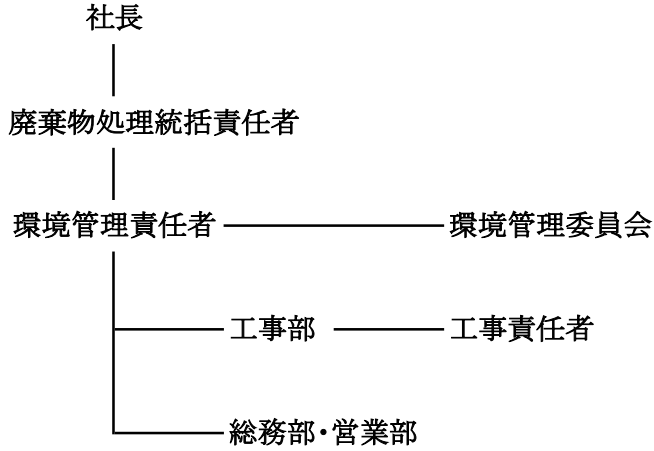 社長
廃棄物処理統括責任者
環境管理責任者
環境管理委員会
工事部
工事責任者
総務部・営業部